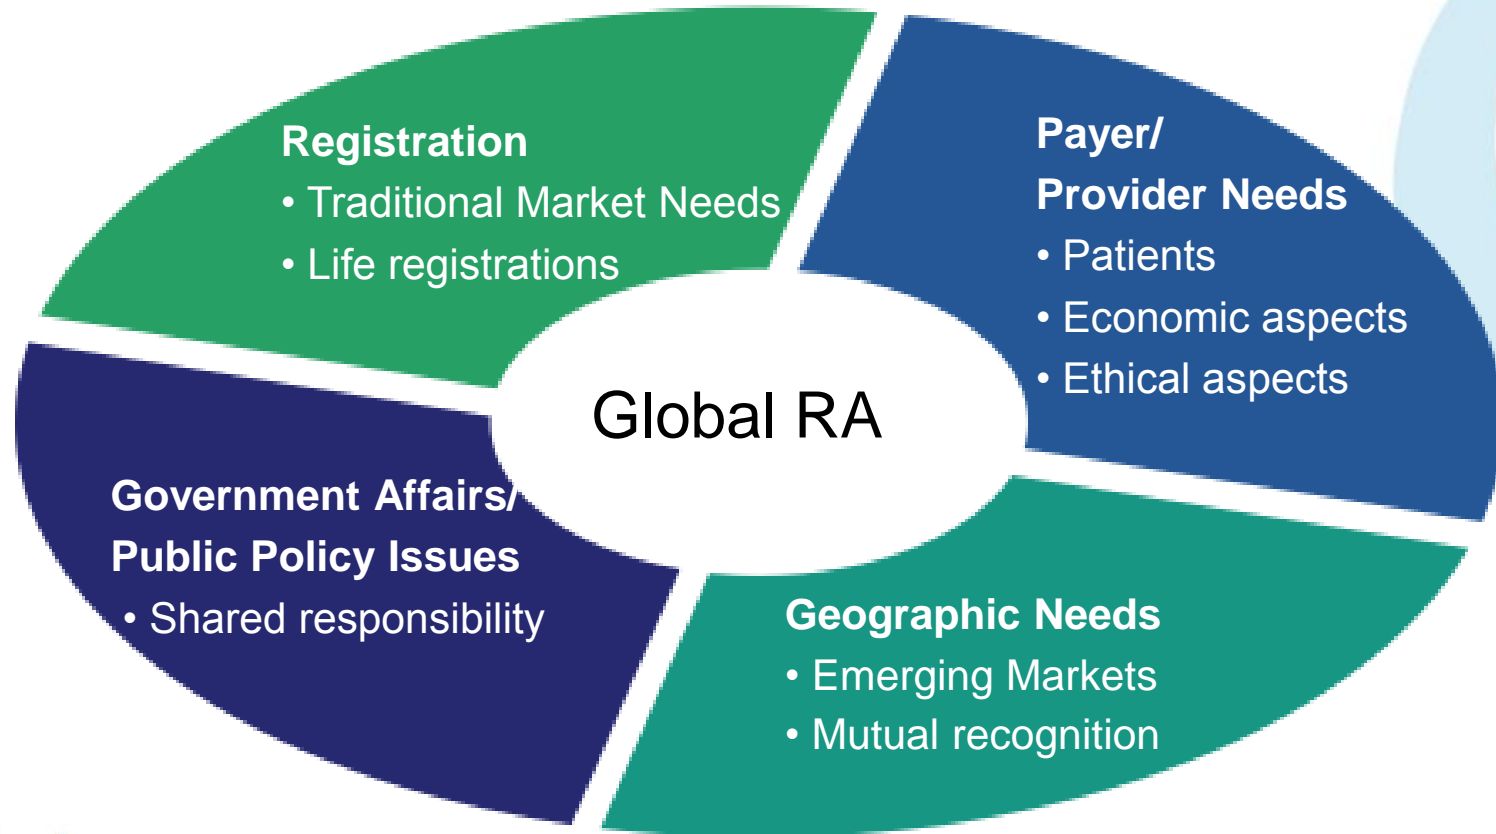 Registration
• Traditional Market Needs
• Life registrations
Payer/
Provider Needs
• Patients
• Economic aspects
• Ethical aspects
Global RA
Government Affairs/
Public Policy Issues
• Shared responsibility
Geographic Needs
• Emerging Markets
• Mutual recognition